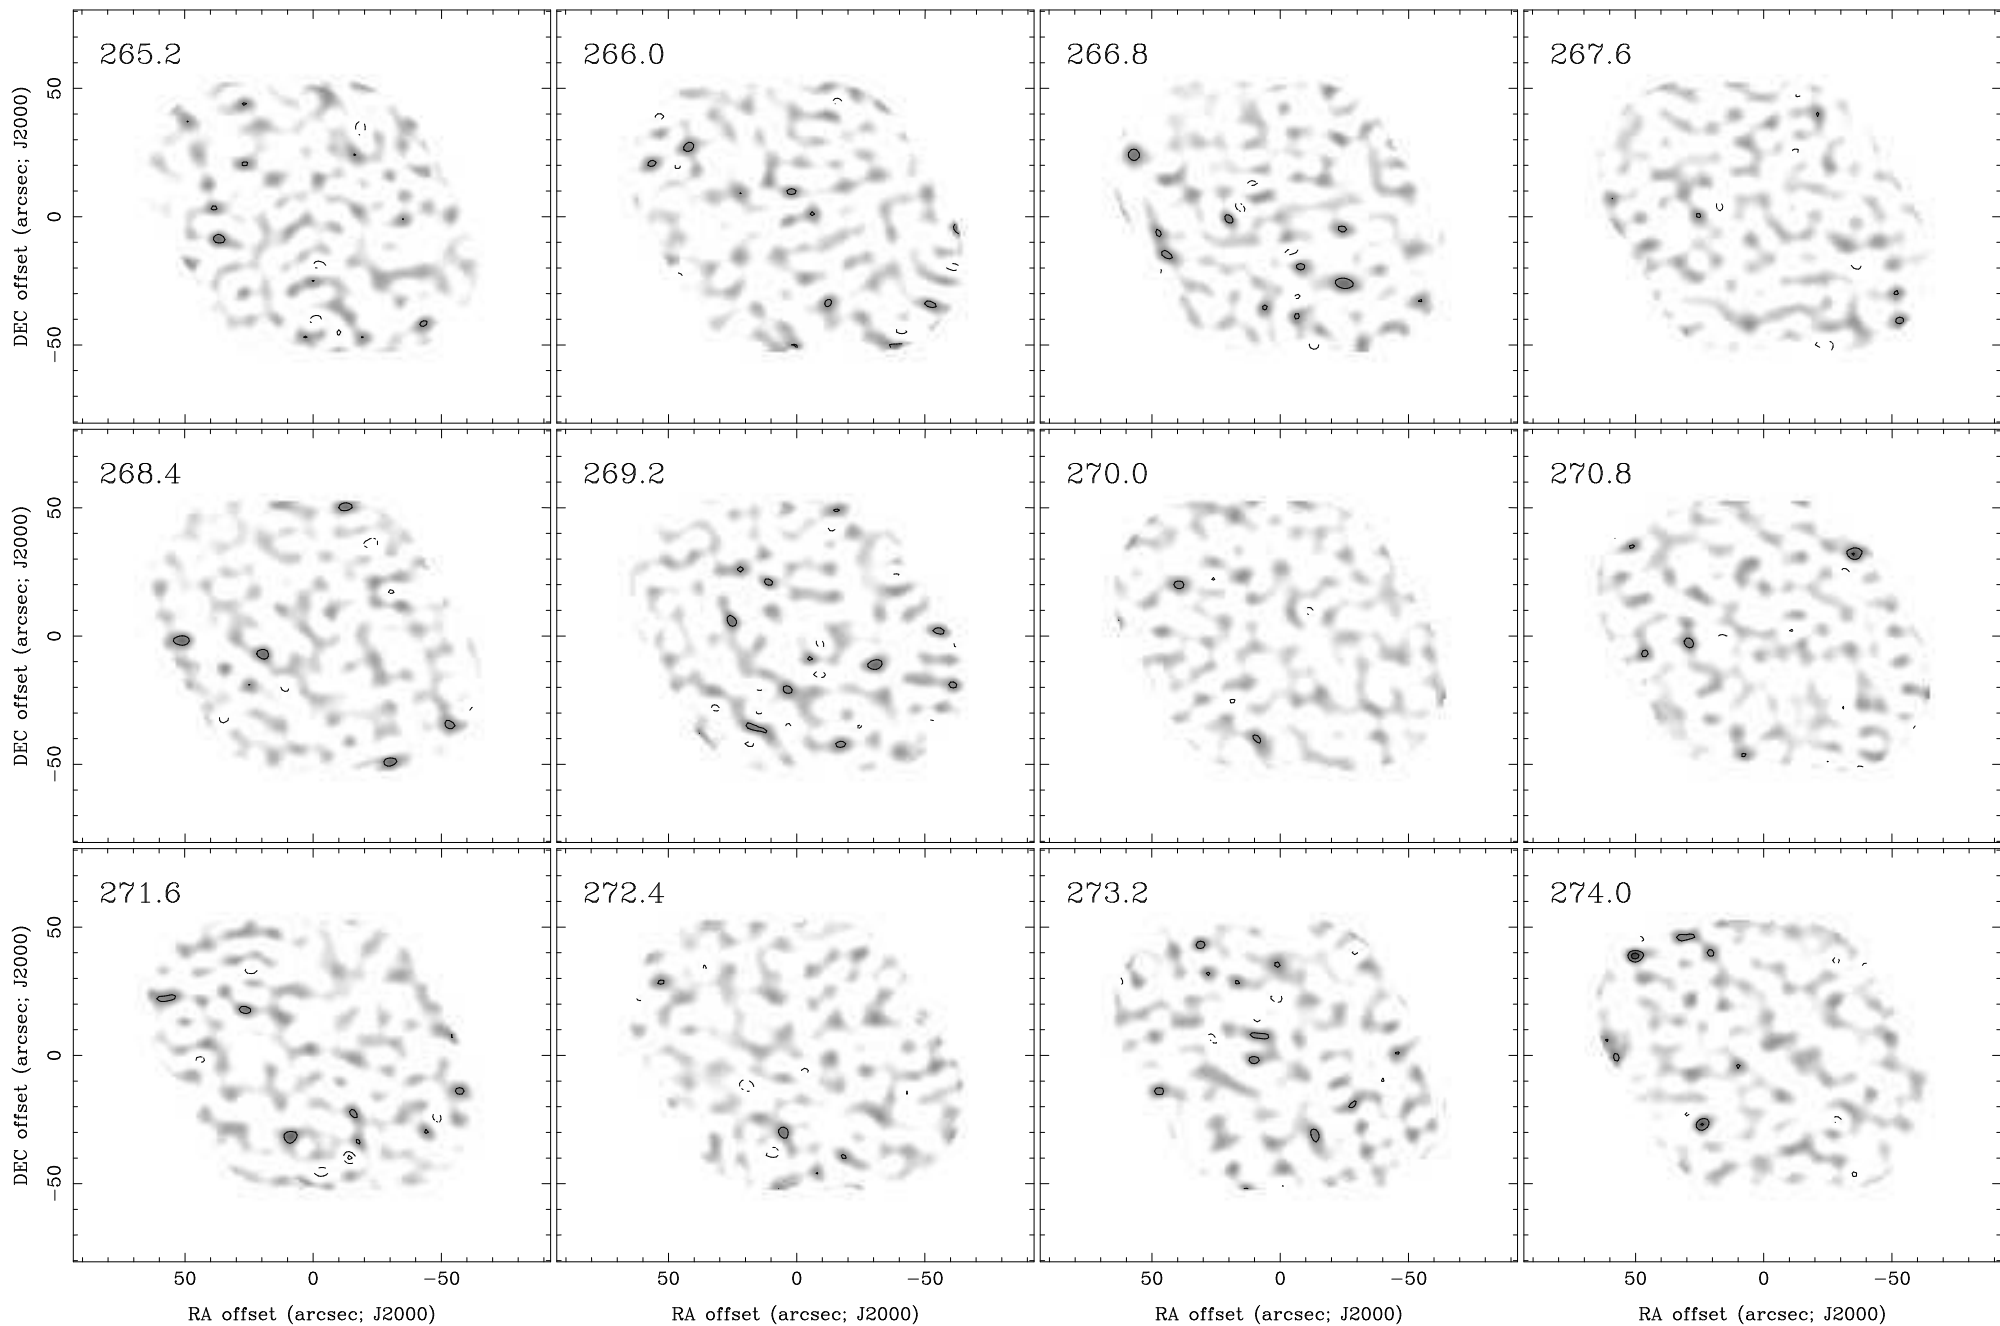 265.2
266.0
266.8
267.6
DEC offset (arcsec; J2000)
50
0
−50
268.4
269.2
270.0
270.8
DEC offset (arcsec; J2000)
50
0
−50
271.6
272.4
273.2
274.0
DEC offset (arcsec; J2000)
50
0
−50
50 0 −50
50 0 −50
50 0 −50
50 0 −50
RA offset (arcsec; J2000)
RA offset (arcsec; J2000)
RA offset (arcsec; J2000)
RA offset (arcsec; J2000)